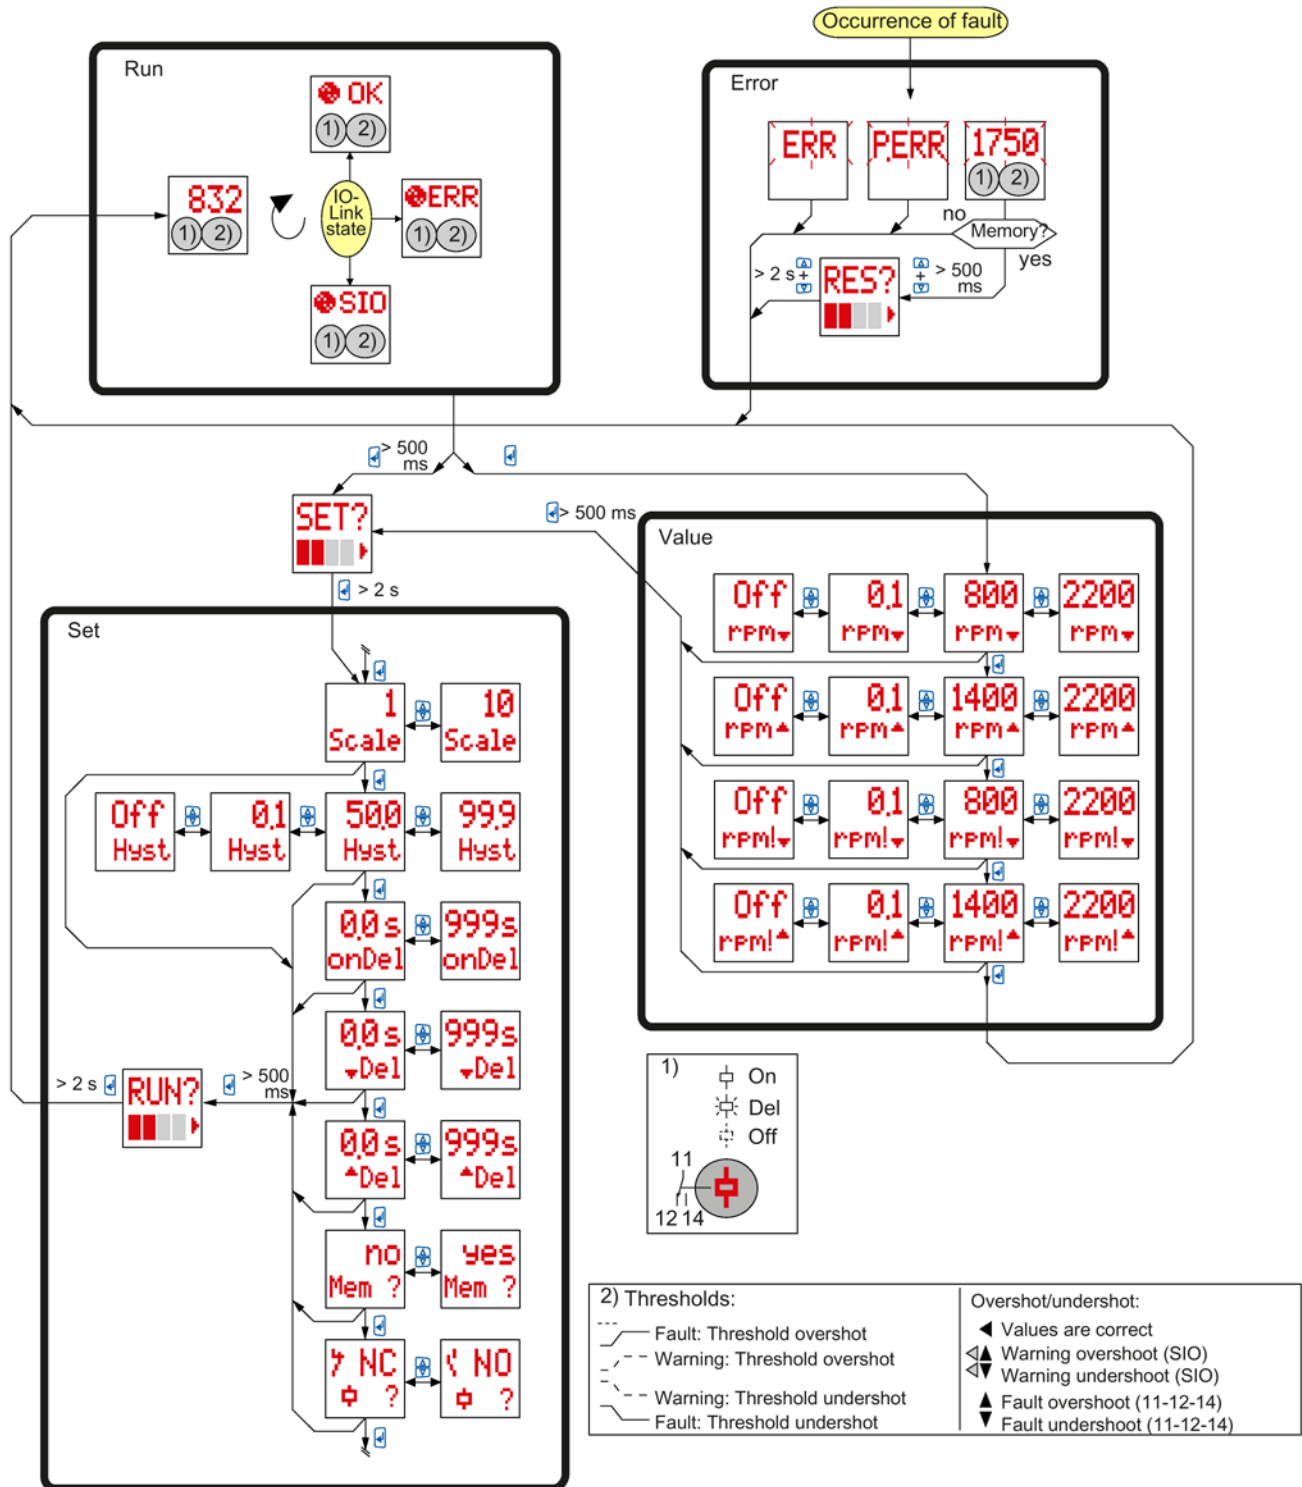 Occurrence of fault
Run
OK
1) 2)
832
1) 2)
IO-
Link
state
ERR
1) 2)
SIO
1) 2)
Error
ERR
P.ERR
1750
1) 2)
no
Memory?
yes
> 2 s
+
RES?
+
> 500
ms
> 500
ms
SET?
> 500 ms
> 2 s
Value
Off
rpm
0.1
rpm
800
rpm
2200
rpm
Off
rpm
0.1
rpm
1400
rpm
2200
rpm
Off
rpm!
0.1
rpm!
800
rpm!
2200
rpm!
Off
rpm!
0.1
rpm!
1400
rpm!
2200
rpm!
Set
1
Scale
10
Scale
Off
Hyst
0.1
Hyst
50.0
Hyst
99.9
Hyst
0.0s
onDel
999s
onDel
0.0s
Del
999s
Del
> 2 s
RUN?
> 500
ms
0.0s
Del
999s
Del
no
Mem ?
yes
Mem ?
NC
?
NO
?
1)
On
Del
Off
11
12 14
2) Thresholds:
Fault: Threshold overshot
Warning: Threshold overshot
Warning: Threshold undershot
Fault: Threshold undershot
Overshot/undershot:
Values are correct
Warning overshoot (SIO)
Warning undershoot (SIO)
Fault overshoot (11-12-14)
Fault undershoot (11-12-14)